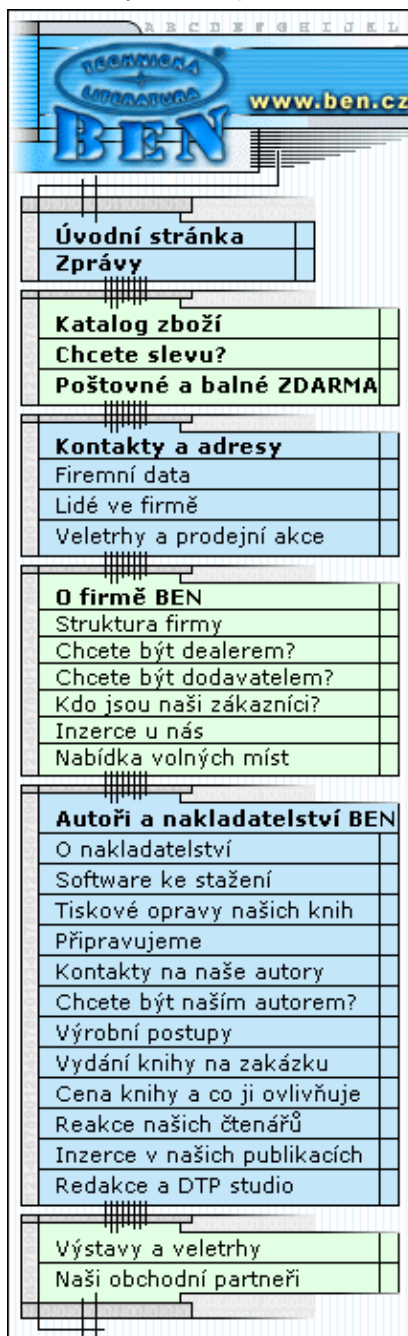 A B C D E F G H I J K L
TECHNICKÁ
LITERATURA
BEN
www.ben.cz
Úvodní stránka
Zprávy
Katalog zboží
Chcete slevu?
Poštovné a balné ZDARMA
Kontakty a adresy
Firemní data
Lidé ve firmě
Veletrhy a prodejní akce
O firmě BEN
Struktura firmy
Chcete být dealerem?
Chcete být dodavatelem?
Kdo jsou naši zákazníci?
Inzerce u nás
Nabídka volných míst
Autoři a nakladatelství BEN
O nakladatelství
Software ke stažení
Tiskové opravy našich knih
Připravujeme
Kontakty na naše autory
Chcete být naším autorem?
Výrobní postupy
Vydání knihy na zakázku
Cena knihy a co ji ovlivňuje
Reakce našich čtenářů
Inzerce v našich publikacích
Redakce a DTP studio
Výstavy a veletrhy
Naši obchodní partneři